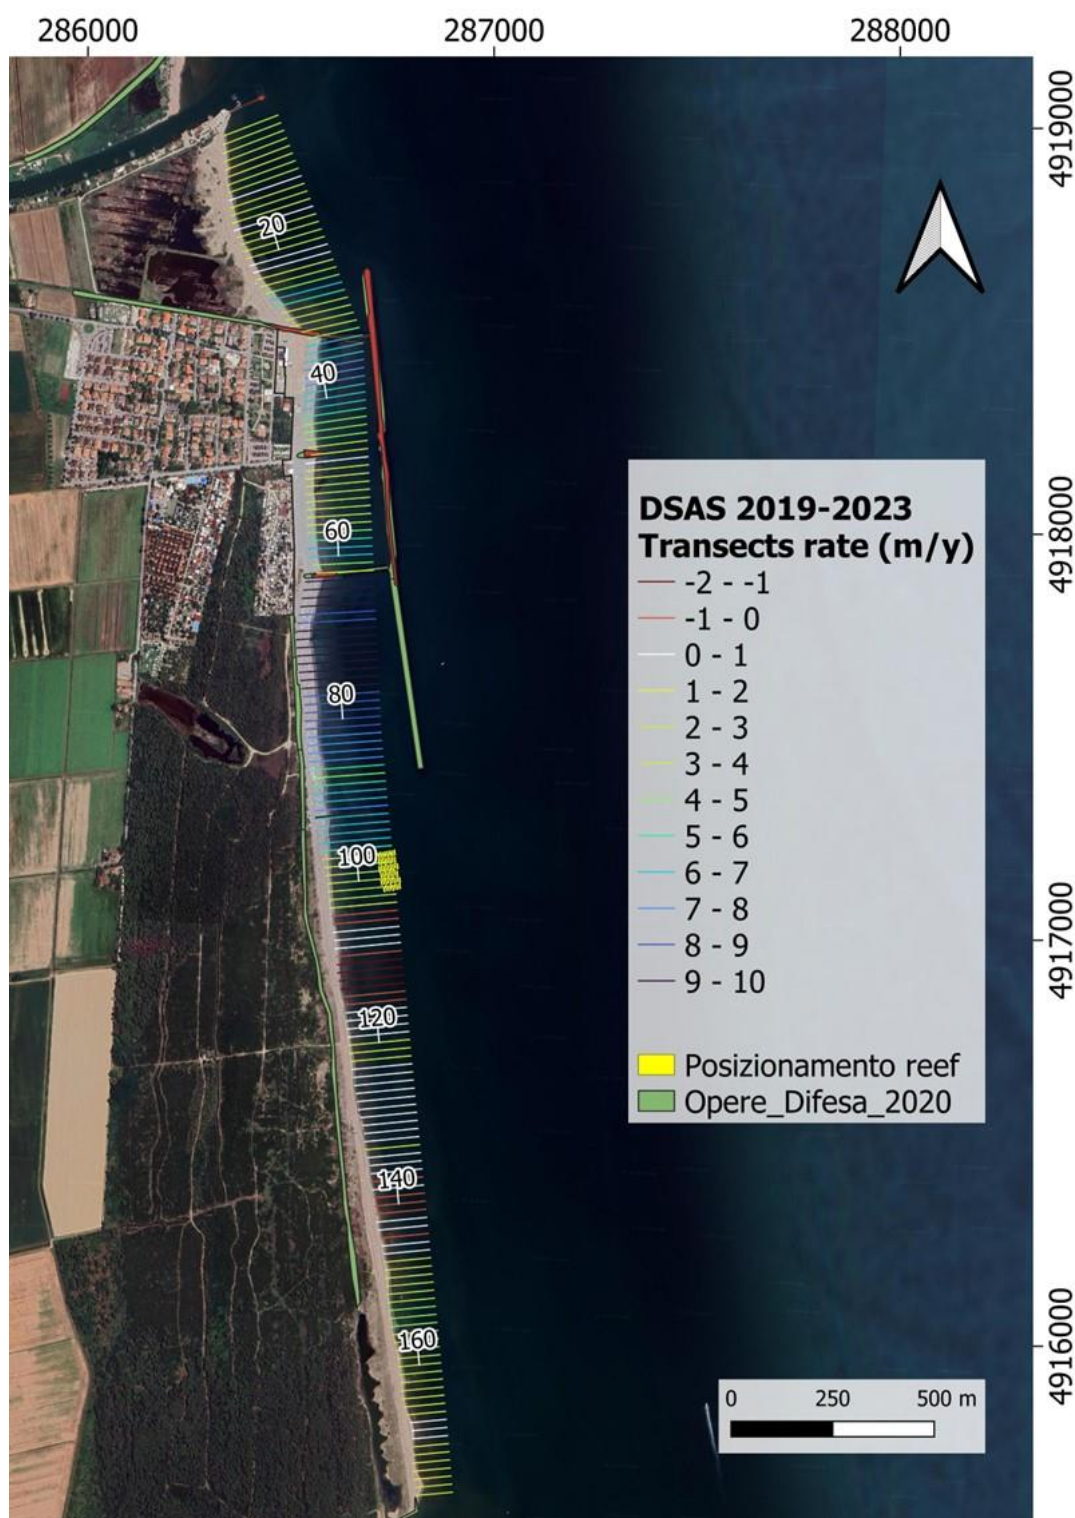 286000
287000
288000
4919000
20
40
4918000
DSAS 2019-2023
Transects rate (m/y)
60
-2 - -1
-1 - 0
0 - 1
1 - 2
80
2 - 3
3 - 4
4 - 5
5 - 6
100
6 - 7
7 - 8
8 - 9
4917000
9 - 10
120
Posizionamento reef
Opere_Difesa_2020
140
160
4916000
0 250 500 m